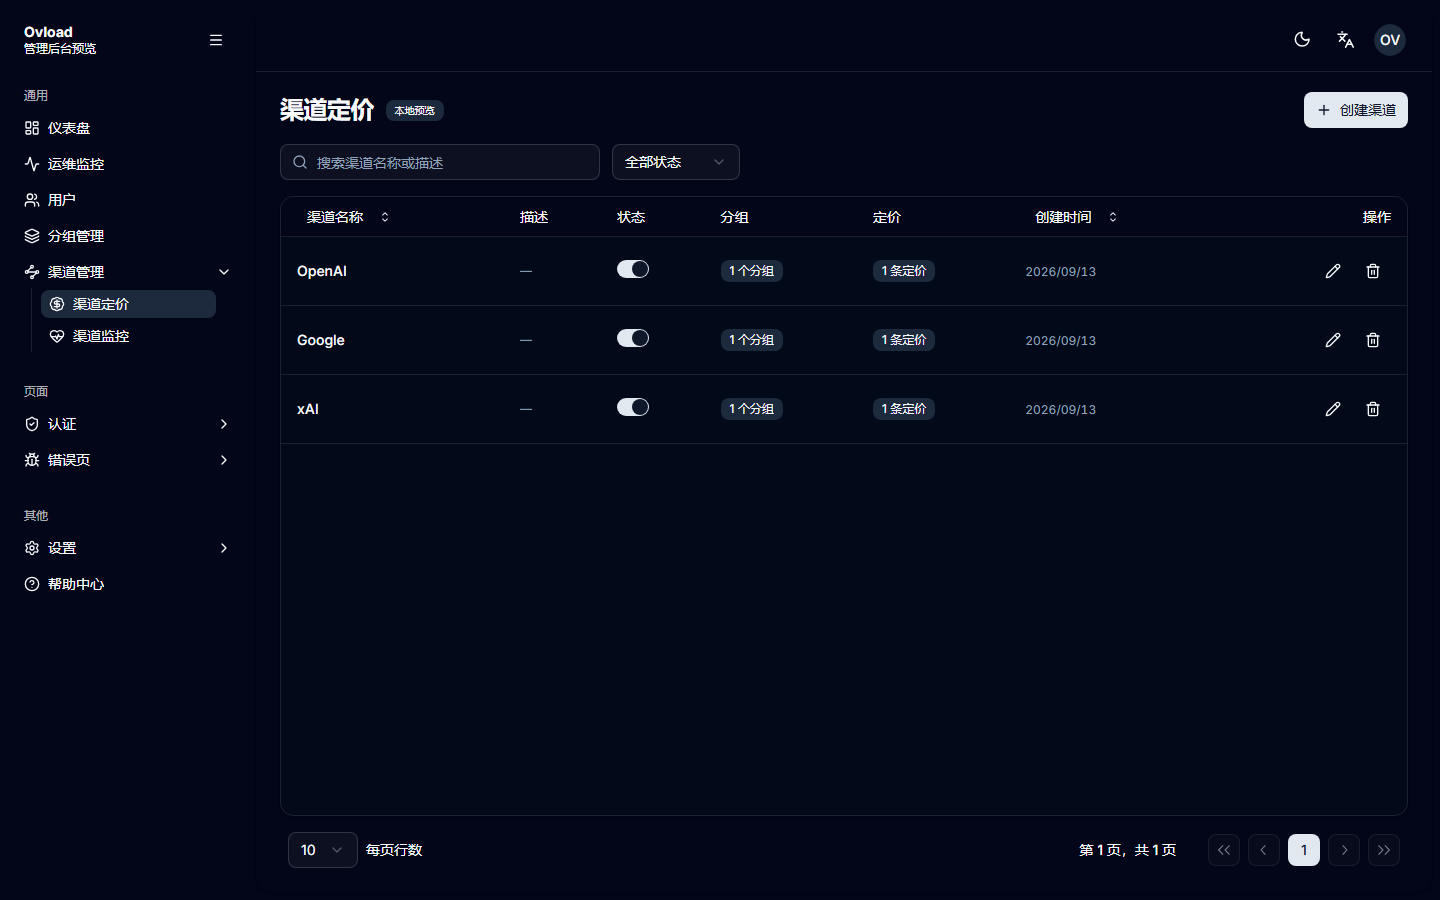 Ovload
管理后台预览
OV
通用
仪表盘
运维监控
用户
分组管理
渠道管理
渠道定价
渠道监控
页面
认证
错误页
其他
设置
帮助中心
渠道定价 本地预览
创建渠道
搜索渠道名称或描述 全部状态
渠道名称 描述 状态 分组 定价 创建时间 操作
OpenAI — 1 个分组 1 条定价 2026/09/13
Google — 1 个分组 1 条定价 2026/09/13
xAI — 1 个分组 1 条定价 2026/09/13
10 每页行数 第 1 页，共 1 页 1